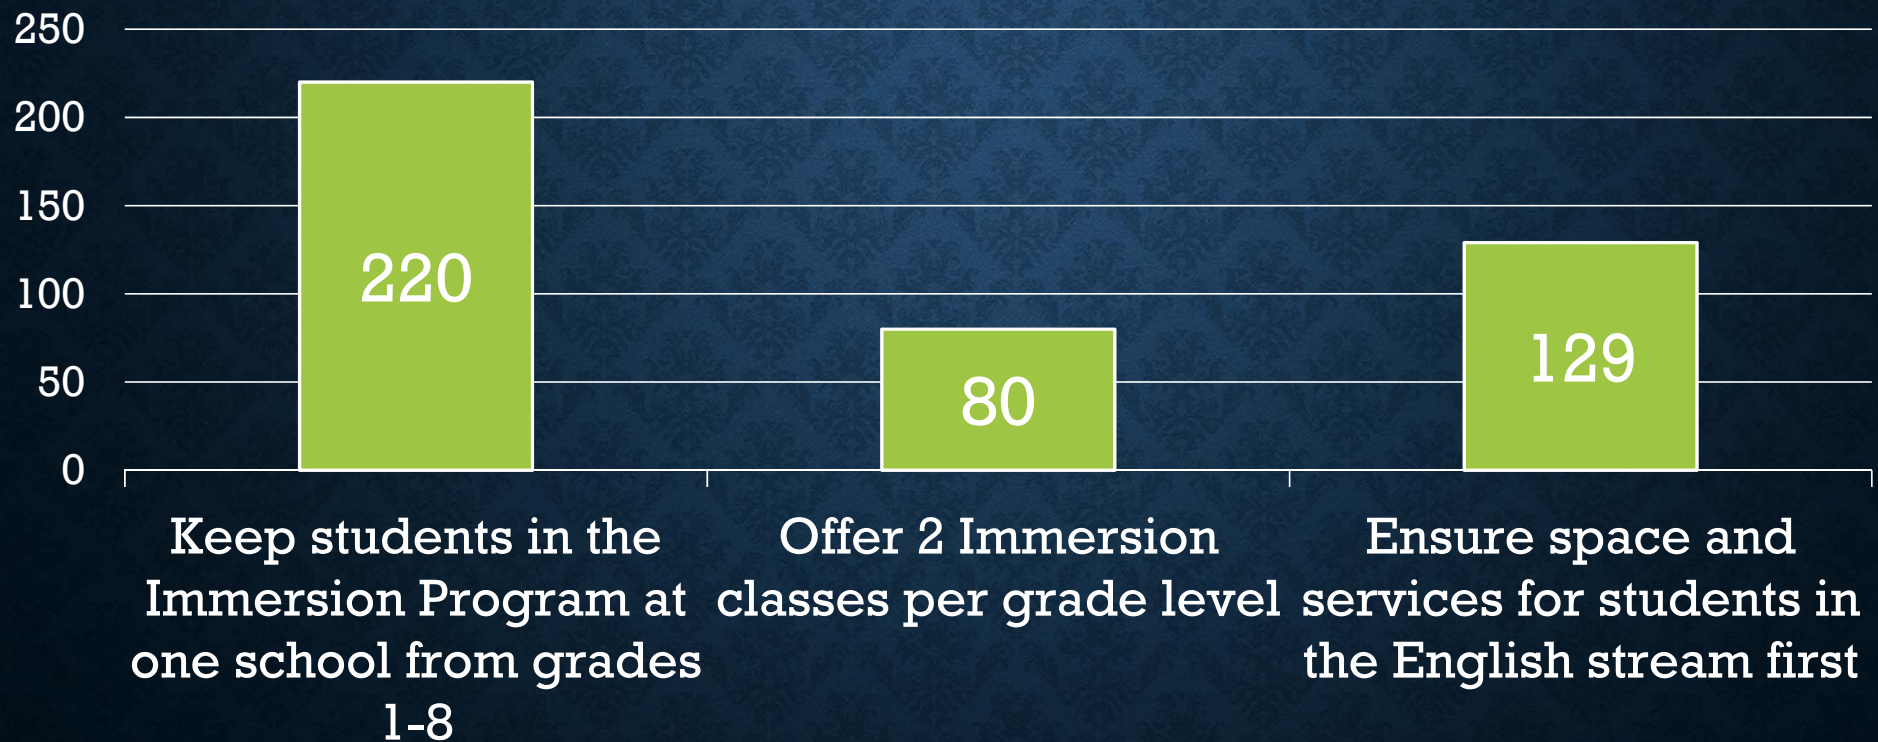 250
200
150
100
50
0
220
80
129
Keep students in the
Immersion Program at
one school from grades
1-8
Offer 2 Immersion
classes per grade level
Ensure space and
services for students in
the English stream first